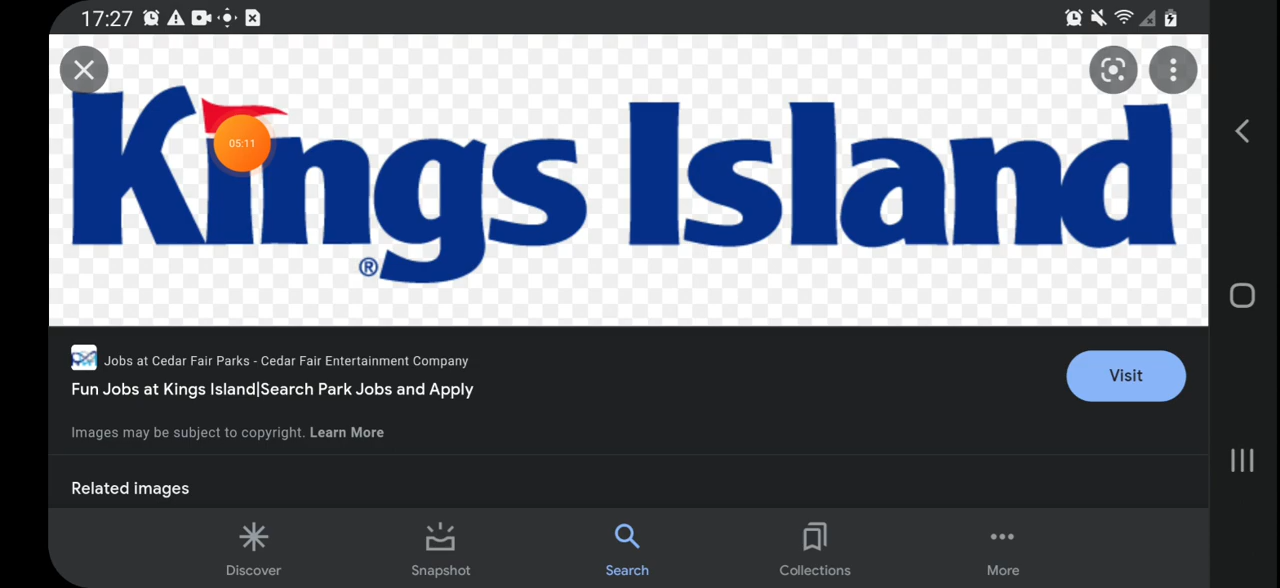 17:27
Kings Island
05:11
®
Jobs at Cedar Fair Parks - Cedar Fair Entertainment Company
Fun Jobs at Kings Island|Search Park Jobs and Apply
Visit
Images may be subject to copyright. Learn More
Related images
Discover
Snapshot
Search
Collections
More